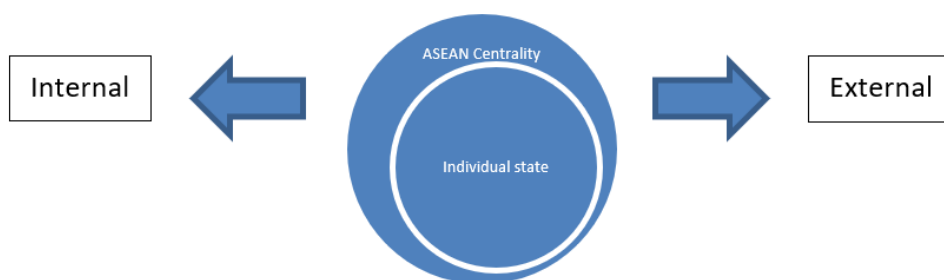 ASEAN Centrality
Internal
External
Individual state